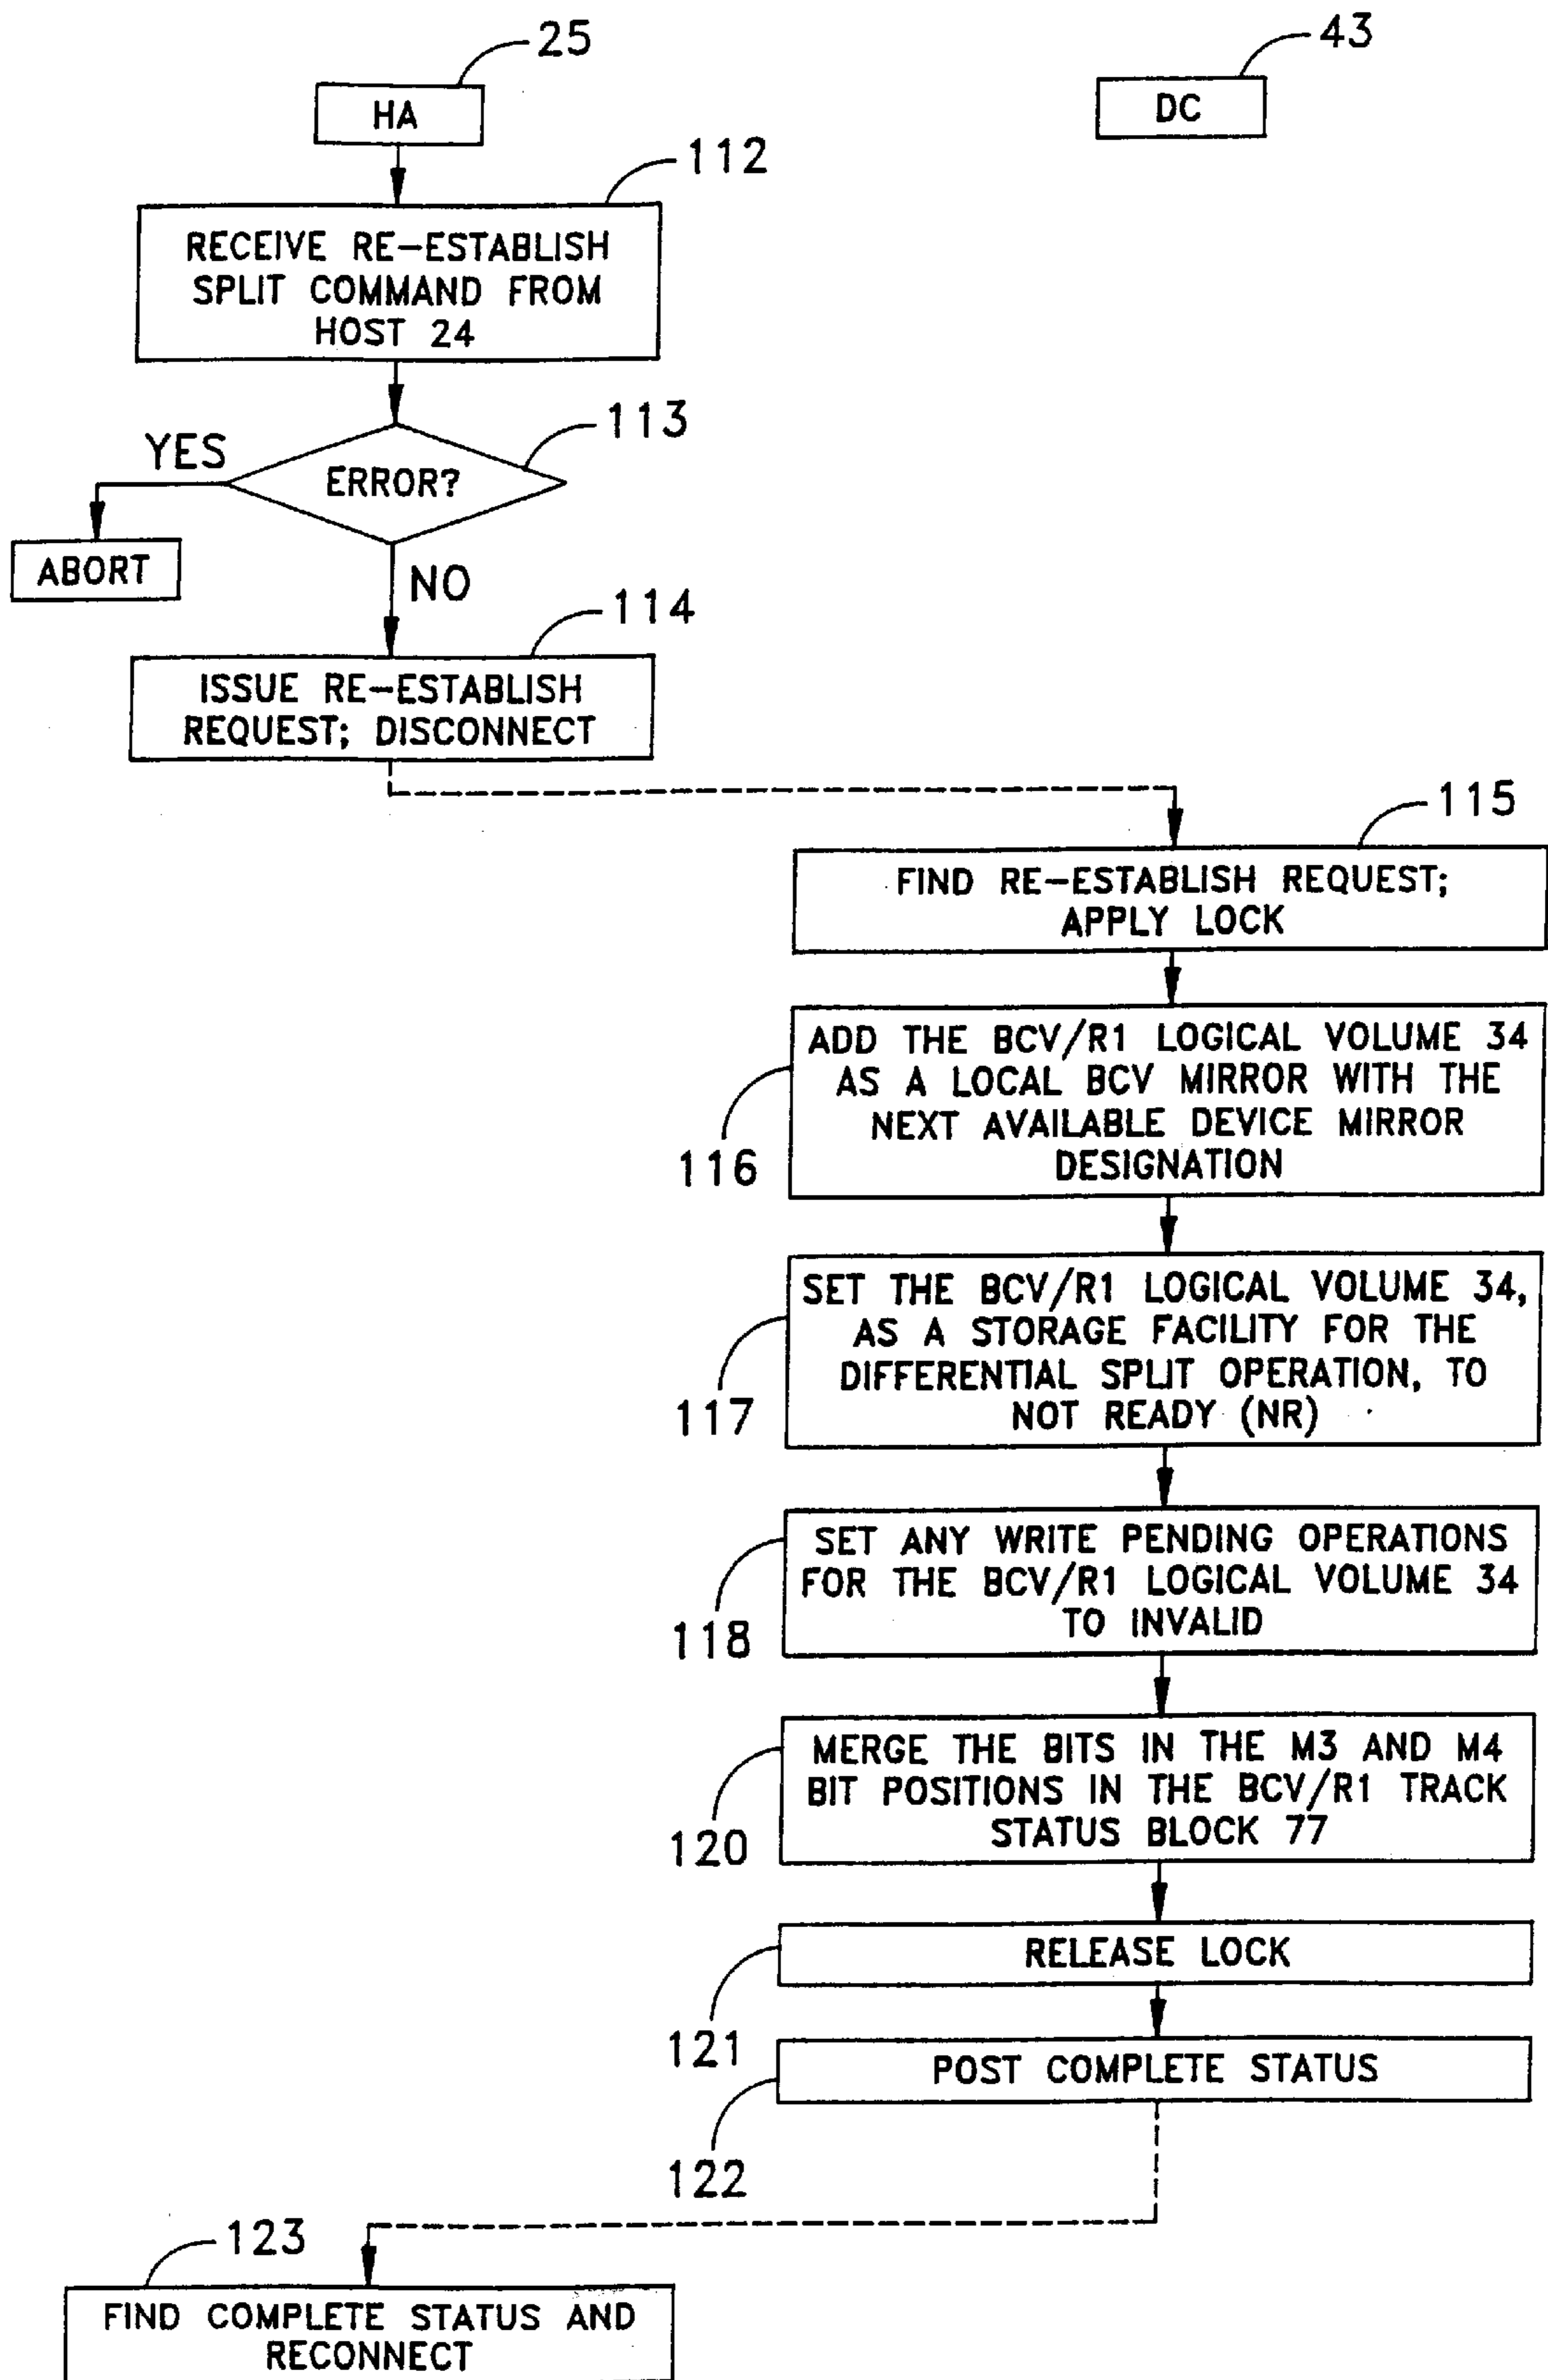 25
43
HA
DC
112
RECEIVE RE-ESTABLISH
SPLIT COMMAND FROM
HOST 24
113
YES
ERROR?
ABORT
NO
114
ISSUE RE-ESTABLISH
REQUEST; DISCONNECT
115
FIND RE-ESTABLISH REQUEST;
APPLY LOCK
ADD THE BCV/R1 LOGICAL VOLUME 34
AS A LOCAL BCV MIRROR WITH THE
NEXT AVAILABLE DEVICE MIRROR
DESIGNATION
116
SET THE BCV/R1 LOGICAL VOLUME 34,
AS A STORAGE FACILITY FOR THE
DIFFERENTIAL SPLIT OPERATION, TO
NOT READY (NR)
117
SET ANY WRITE PENDING OPERATIONS
FOR THE BCV/R1 LOGICAL VOLUME 34
TO INVALID
118
MERGE THE BITS IN THE M3 AND M4
BIT POSITIONS IN THE BCV/R1 TRACK
STATUS BLOCK 77
120
RELEASE LOCK
121
POST COMPLETE STATUS
122
123
FIND COMPLETE STATUS AND
RECONNECT